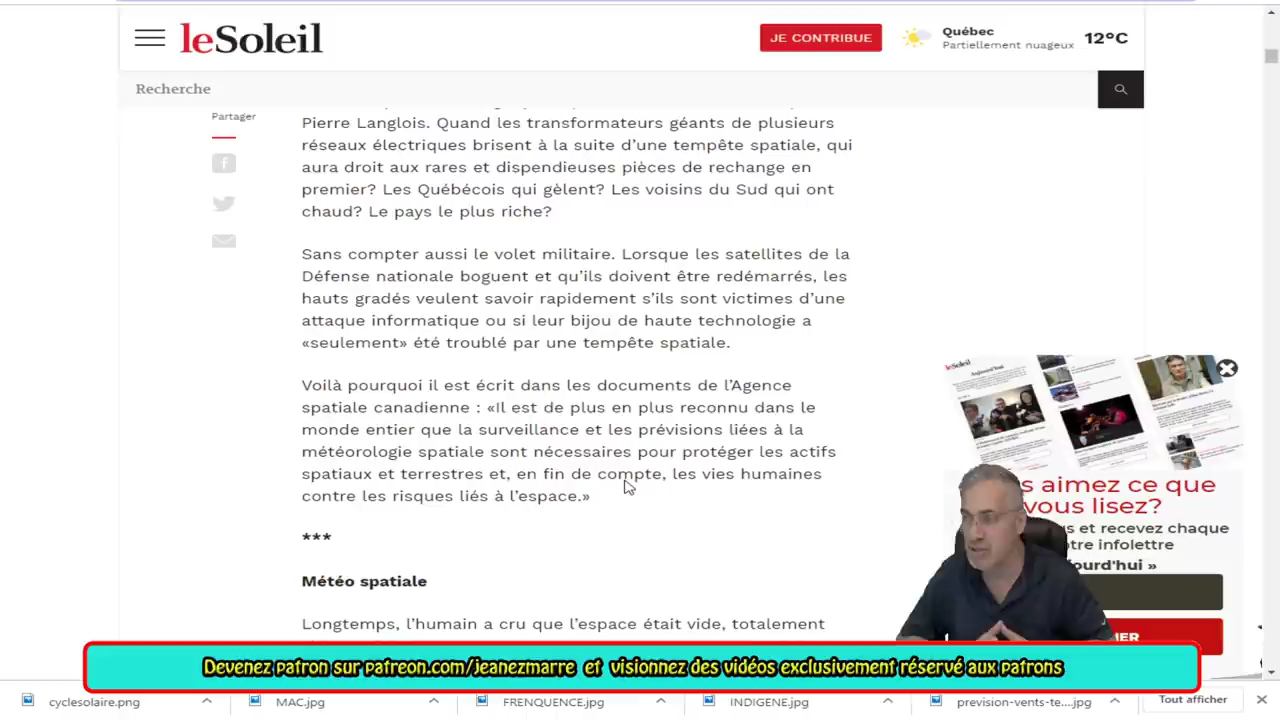 leSoleil
JE CONTRIBUE
Québec
Partiellement nuageux
12°C
Recherche
Partager
Pierre Langlois. Quand les transformateurs géants de plusieurs
réseaux électriques brisent à la suite d’une tempête spatiale, qui
aura droit aux rares et dispendieuses pièces de rechange en
premier? Les Québécois qui gèlent? Les voisins du Sud qui ont
chaud? Le pays le plus riche?
Sans compter aussi le volet militaire. Lorsque les satellites de la
Défense nationale boguent et qu’ils doivent être redémarrés, les
hauts gradés veulent savoir rapidement s’ils sont victimes d’une
attaque informatique ou si leur bijou de haute technologie a
«seulement» été troublé par une tempête spatiale.
Voilà pourquoi il est écrit dans les documents de l’Agence
spatiale canadienne : «Il est de plus en plus reconnu dans le
monde entier que la surveillance et les prévisions liées à la
météorologie spatiale sont nécessaires pour protéger les actifs
spatiaux et terrestres et, en fin de compte, les vies humaines
contre les risques liés à l’espace.»
***
Météo spatiale
Longtemps, l’humain a cru que l’espace était vide, totalement
leSoleil
s aimez ce que
vous lisez?
et recevez chaque
otre infolettre
ourd'hui »
Devenez patron sur patreon.com/jeanezmarre et visionnez des vidéos exclusivement réservé aux patrons
cyclesolaire.png
MAC.jpg
FRENQUENCE.jpg
INDIGENE.jpg
prevision-vents-te....jpg
Tout afficher